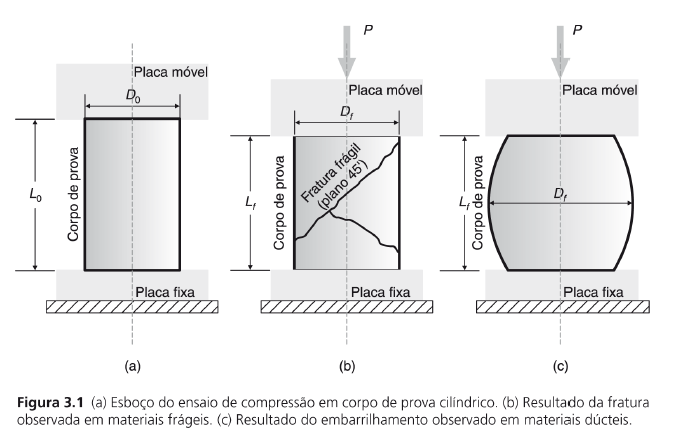 P
P
Placa móvel
D0
Corpo de prova
L0
Placa fixa
(a)
Placa móvel
Df
Fratura frágil
(plano 45')
Corpo de prova
Lf
Placa fixa
(b)
Placa móvel
Df
Corpo de prova
Lf
Placa fixa
(c)
Figura 3.1 (a) Esboço do ensaio de compressão em corpo de prova cilíndrico. (b) Resultado da fratura
observada em materiais frágeis. (c) Resultado do embarrilhamento observado em materiais dúcteis.